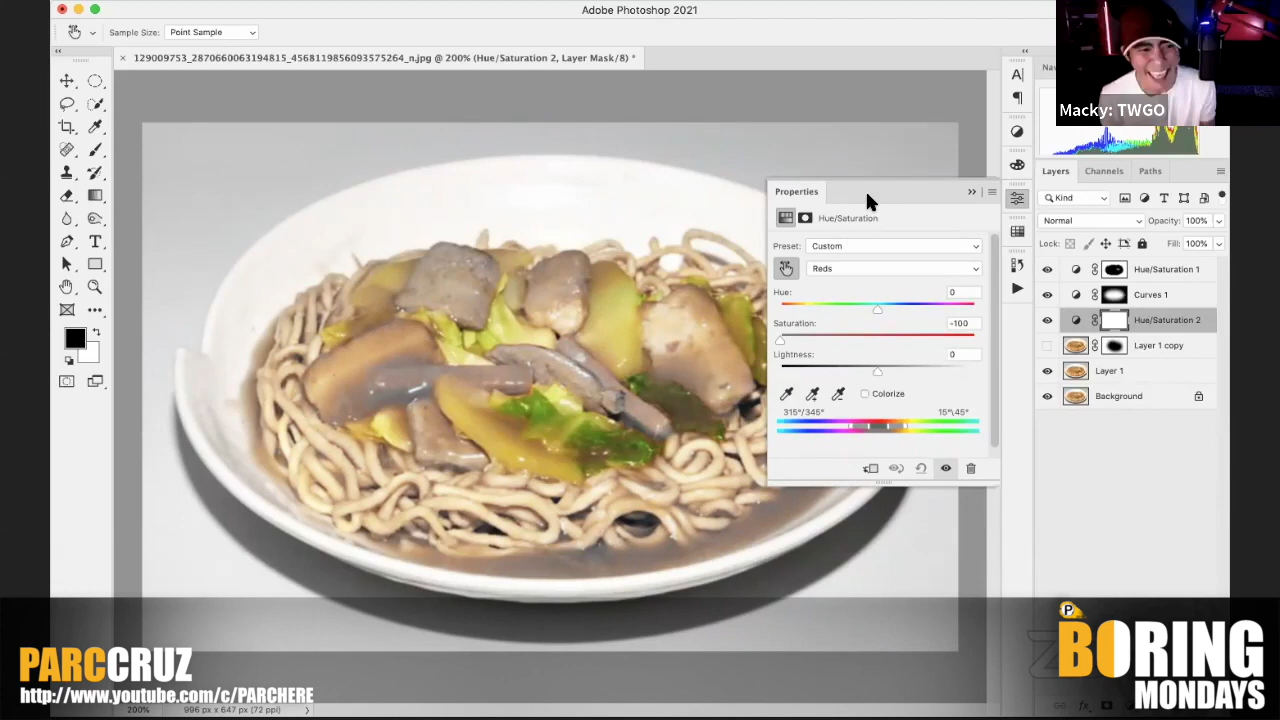 Adobe Photoshop 2021
Sample Size: Point Sample
129009753_2870660063194815_4568119856093575264_n.jpg @ 200% (Hue/Saturation 2, Layer Mask/8) *
Macky: TWGO
Properties
Hue/Saturation
Preset: Custom
Reds
Hue: 0
Saturation: -100
Lightness: 0
Colorize
315°/345° 15°\45°
Layers Channels Paths
Kind
Normal Opacity: 100%
Lock: Fill: 100%
Hue/Saturation 1
Curves 1
Hue/Saturation 2
Layer 1 copy
Layer 1
Background
PARCCRUZ
http://www.youtube.com/c/PARCHERE
P
BORING
MONDAYS
200% 996 px x 647 px (72 ppi)